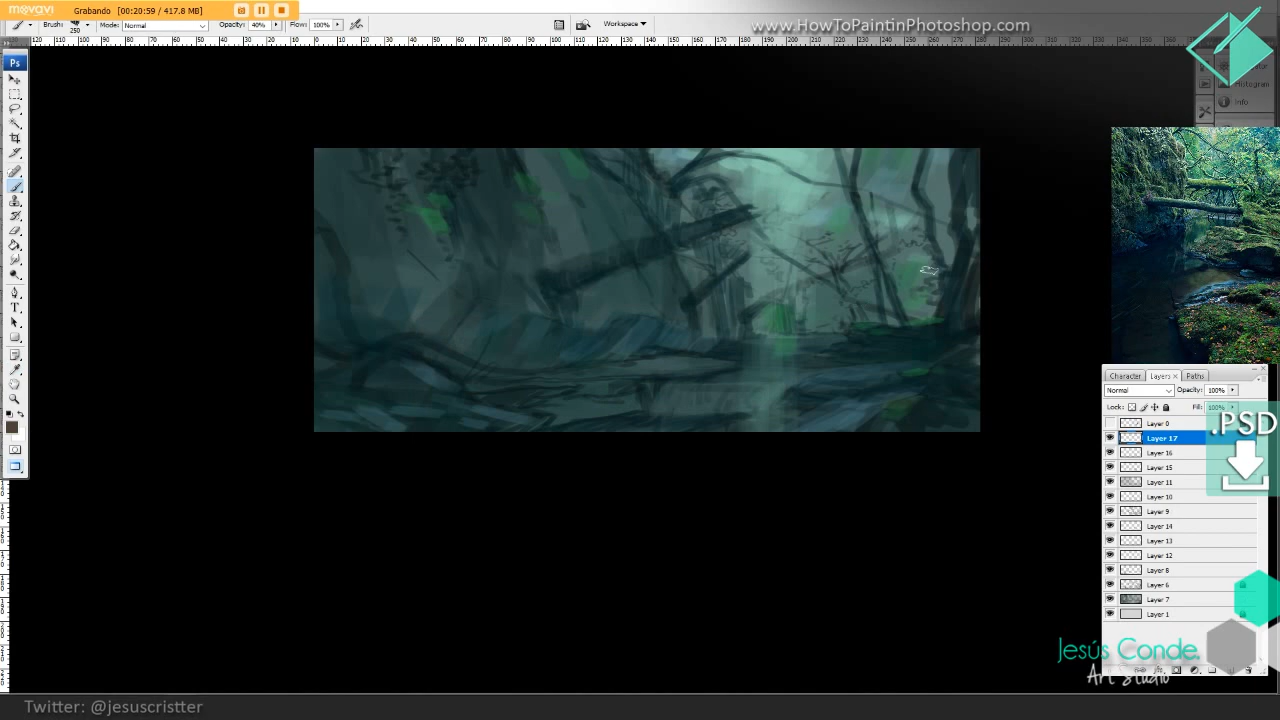 movavi Grabando [00:20:59 / 417.8 MB]
Brush: 250 Mode: Normal Opacity: 40% Flow: 100% Workspace
www.HowToPaintinPhotoshop.com
Ps
Histogram
Info
Character Layers Paths
Normal Opacity: 100%
Lock: Fill: 100%
Layer 0
Layer 17
Layer 16
Layer 15
Layer 11
Layer 10
Layer 9
Layer 14
Layer 13
Layer 12
Layer 8
Layer 6
Layer 7
Layer 1
.PSD
Jesús Conde.
Art Studio
Twitter: @jesuscristter